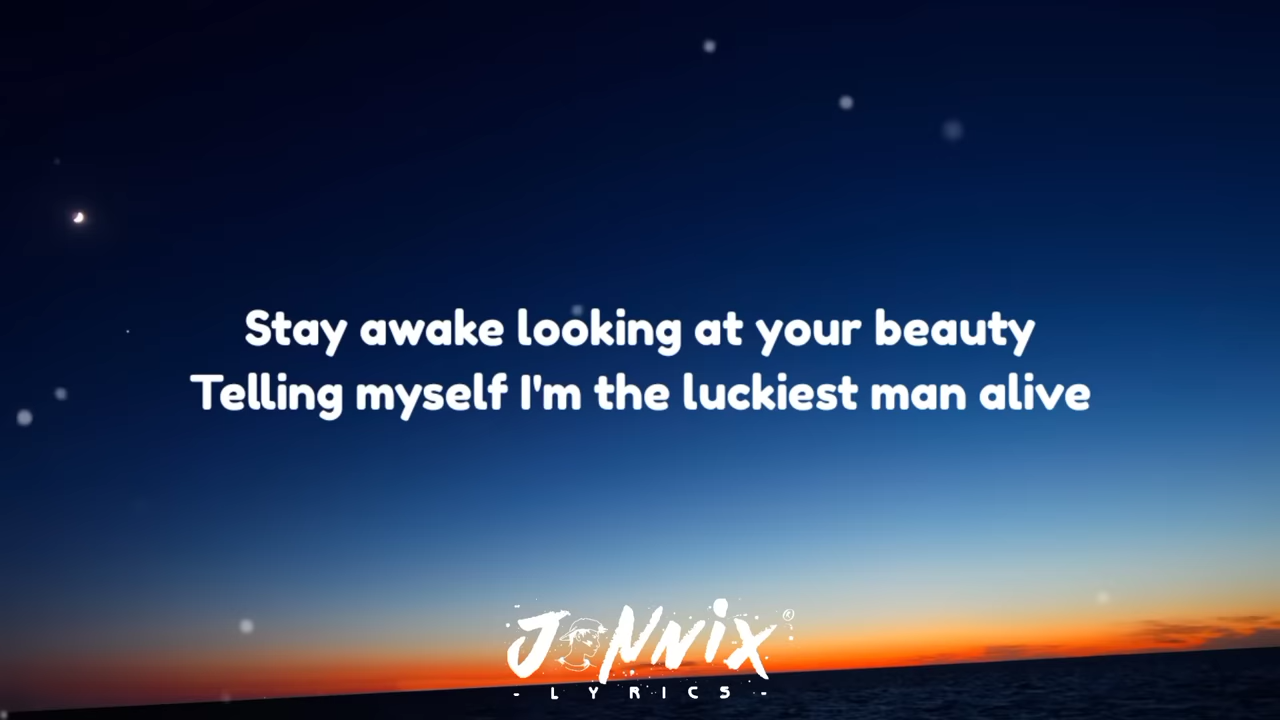 Stay awake looking at your beauty
Telling myself I'm the luckiest man alive
JONNIX ©
- LYRICS -